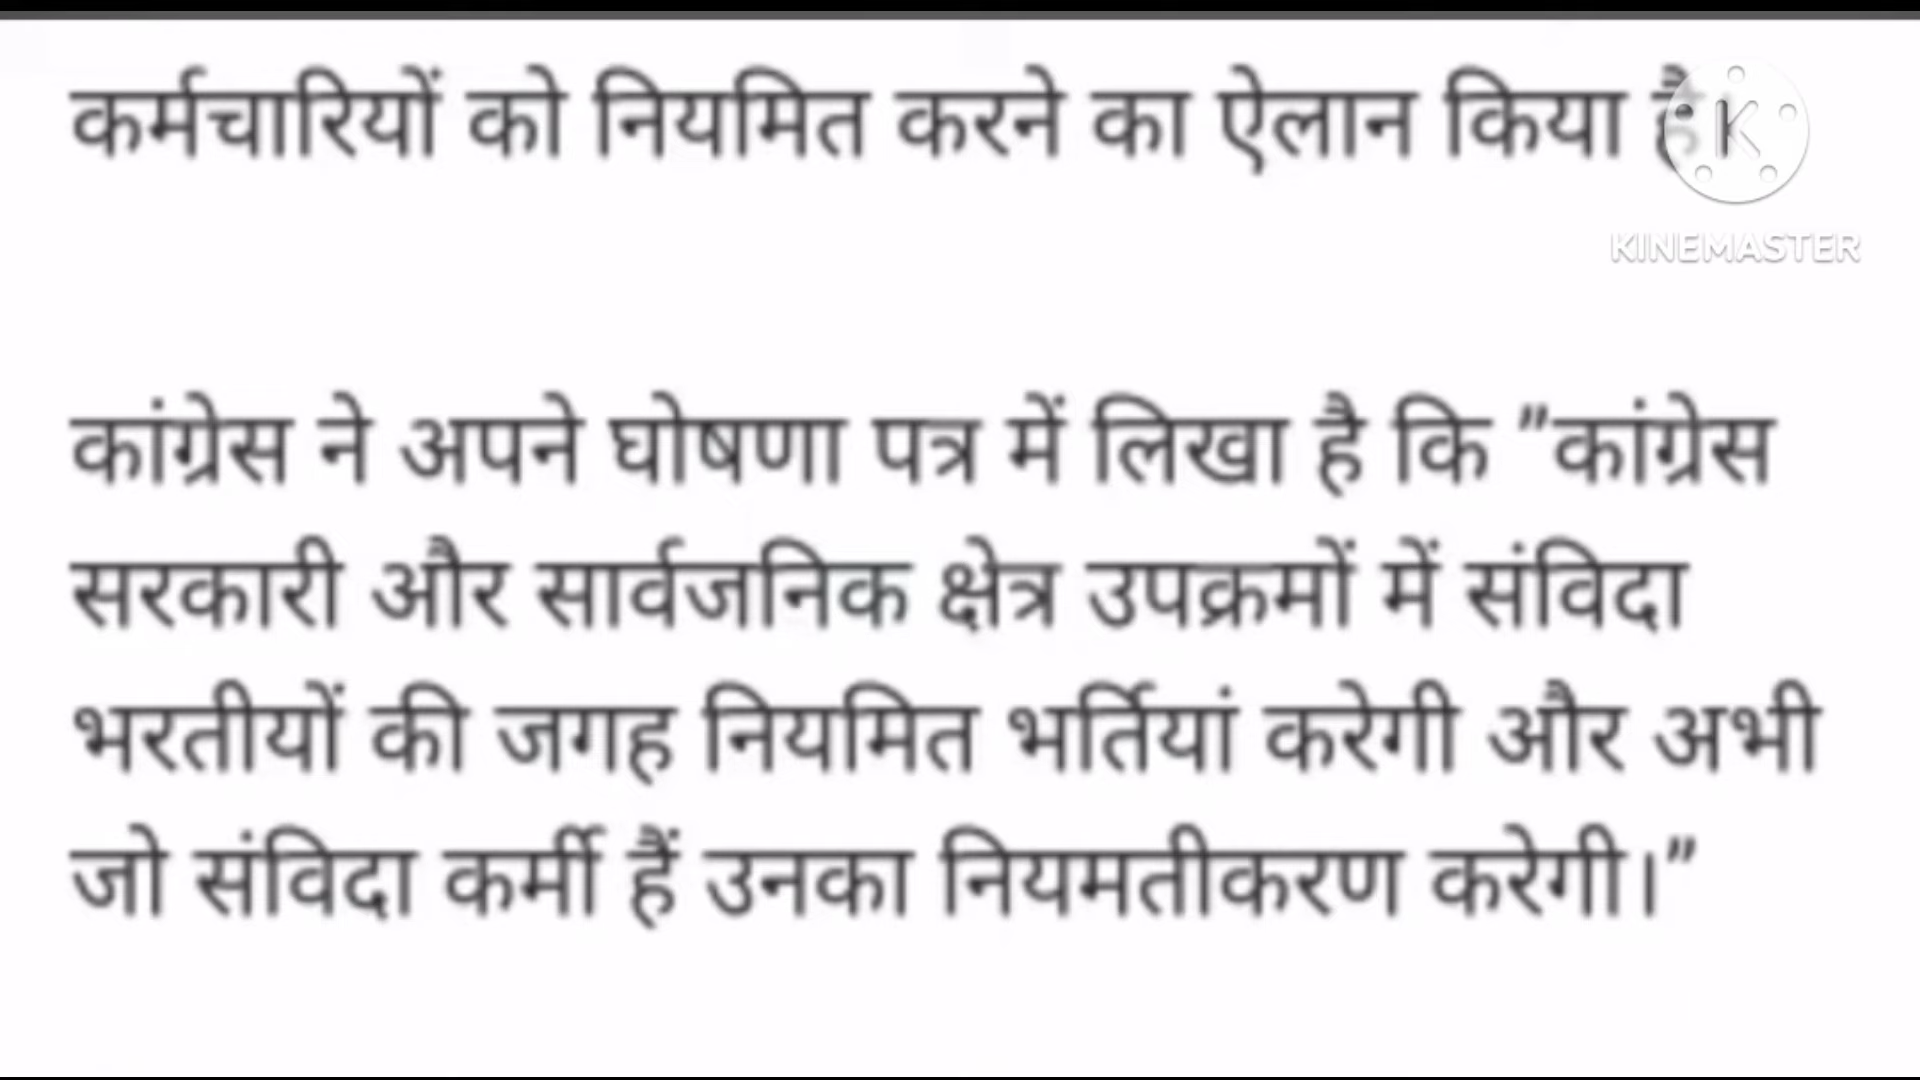 कर्मचारियों को नियमित करने का ऐलान किया है।
KINEMASTER
कांग्रेस ने अपने घोषणा पत्र में लिखा है कि "कांग्रेस
सरकारी और सार्वजनिक क्षेत्र उपक्रमों में संविदा
भरतीयों की जगह नियमित भर्तियां करेगी और अभी
जो संविदा कर्मी हैं उनका नियमतीकरण करेगी।"